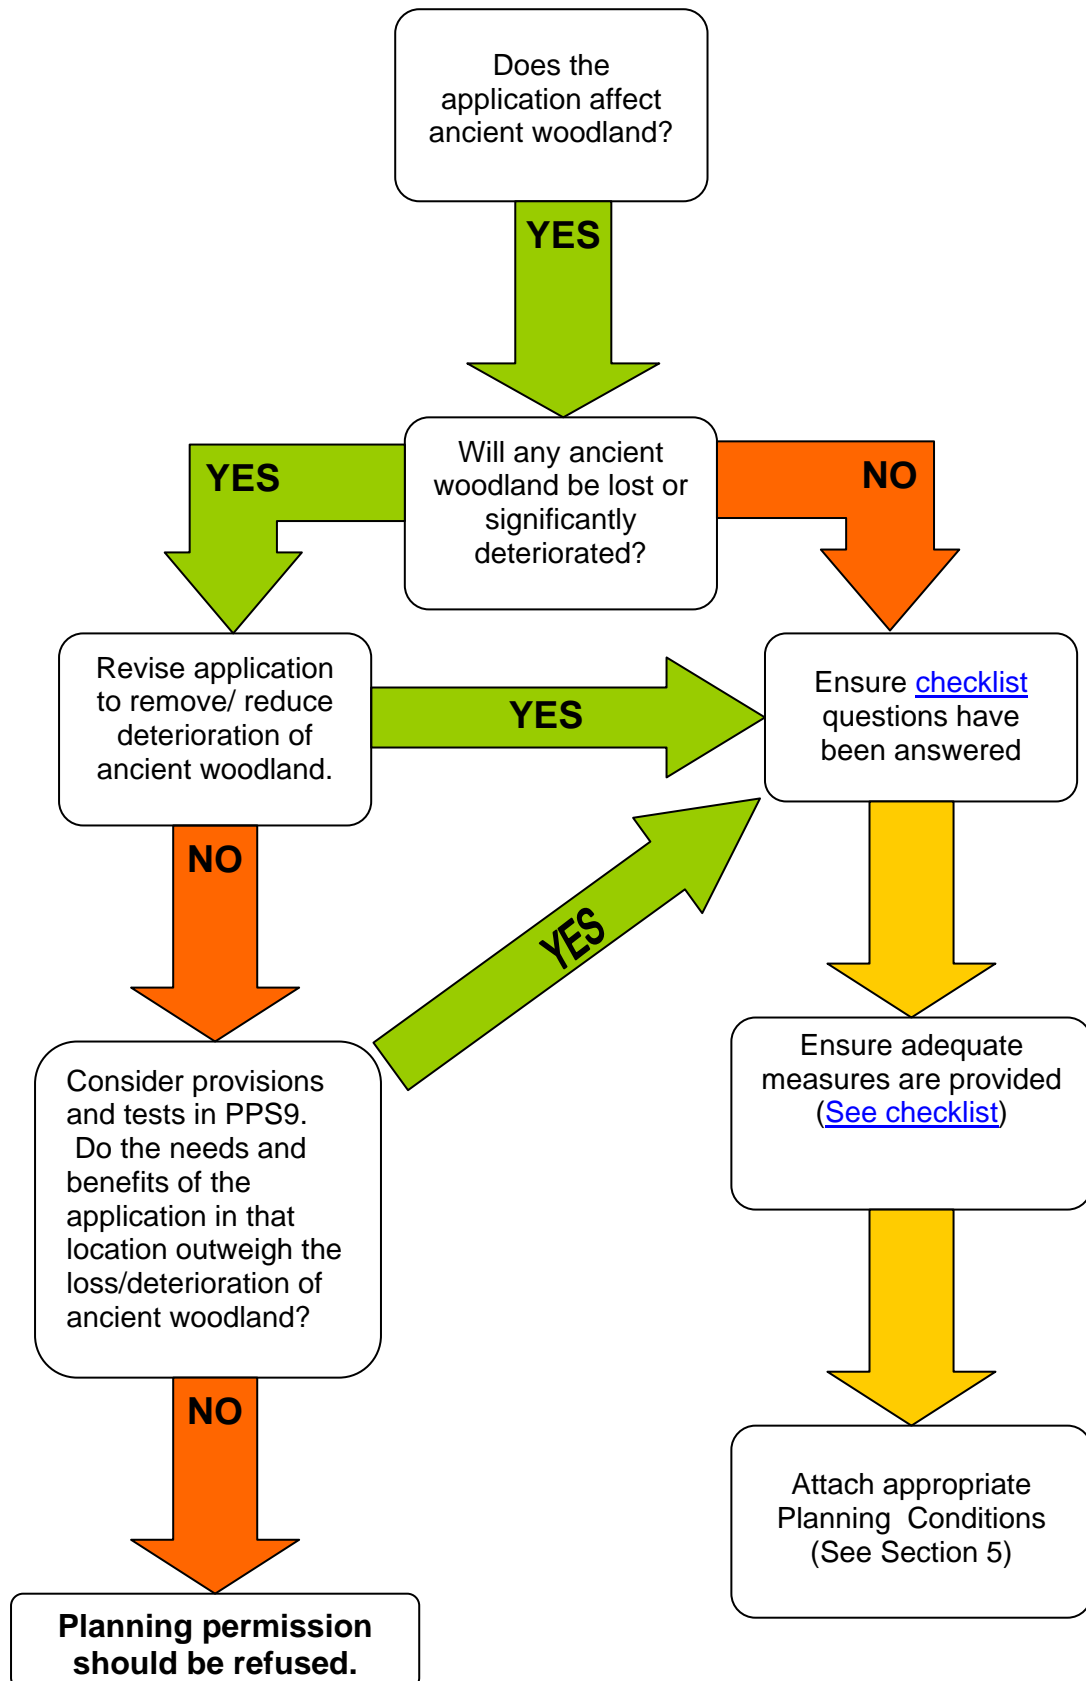 Does the
application affect
ancient woodland?
YES
Will any ancient
woodland be lost or
significantly
deteriorated?
YES
NO
Revise application
to remove/ reduce
deterioration of
ancient woodland.
YES
Ensure checklist
questions have
been answered
NO
YES
Consider provisions
and tests in PPS9.
Do the needs and
benefits of the
application in that
location outweigh the
loss/deterioration of
ancient woodland?
Ensure adequate
measures are provided
(See checklist)
NO
Attach appropriate
Planning Conditions
(See Section 5)
Planning permission
should be refused.